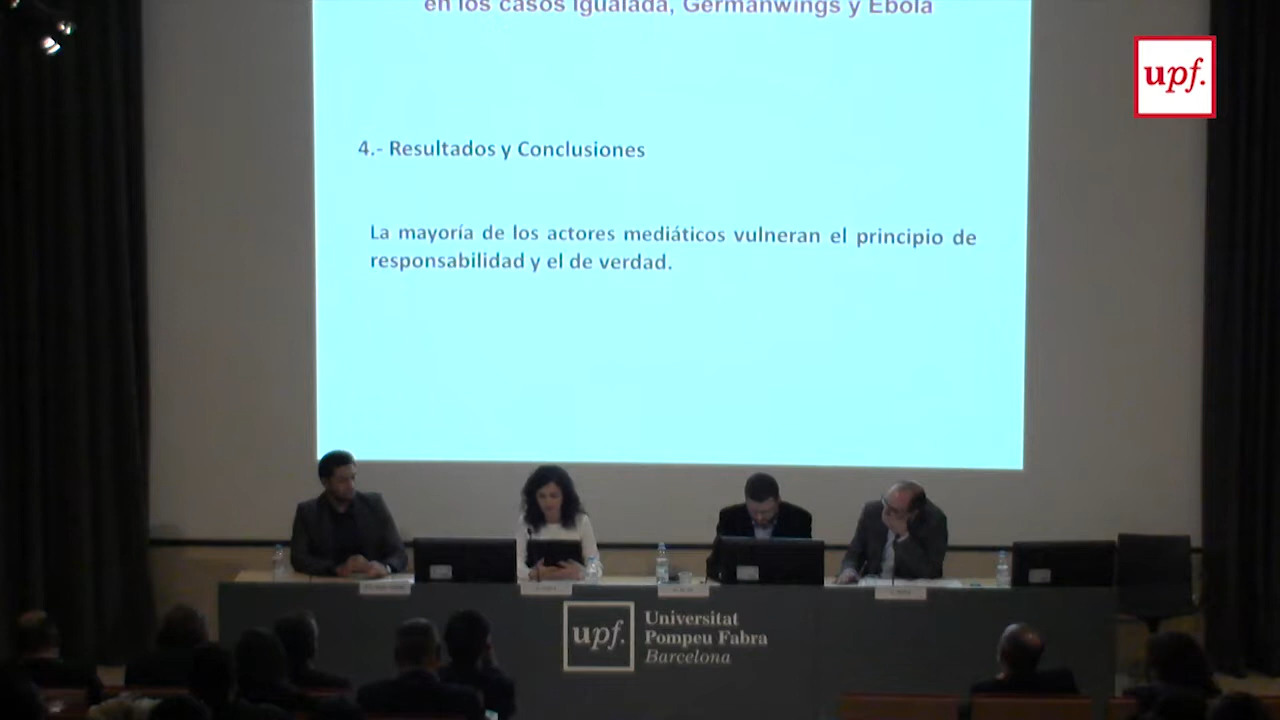 en los casos Igualada, Germanwings y Ébola
upf.
4.- Resultados y Conclusiones
La mayoría de los actores mediáticos vulneran el principio de
responsabilidad y el de verdad.
upf.
Universitat
Pompeu Fabra
Barcelona